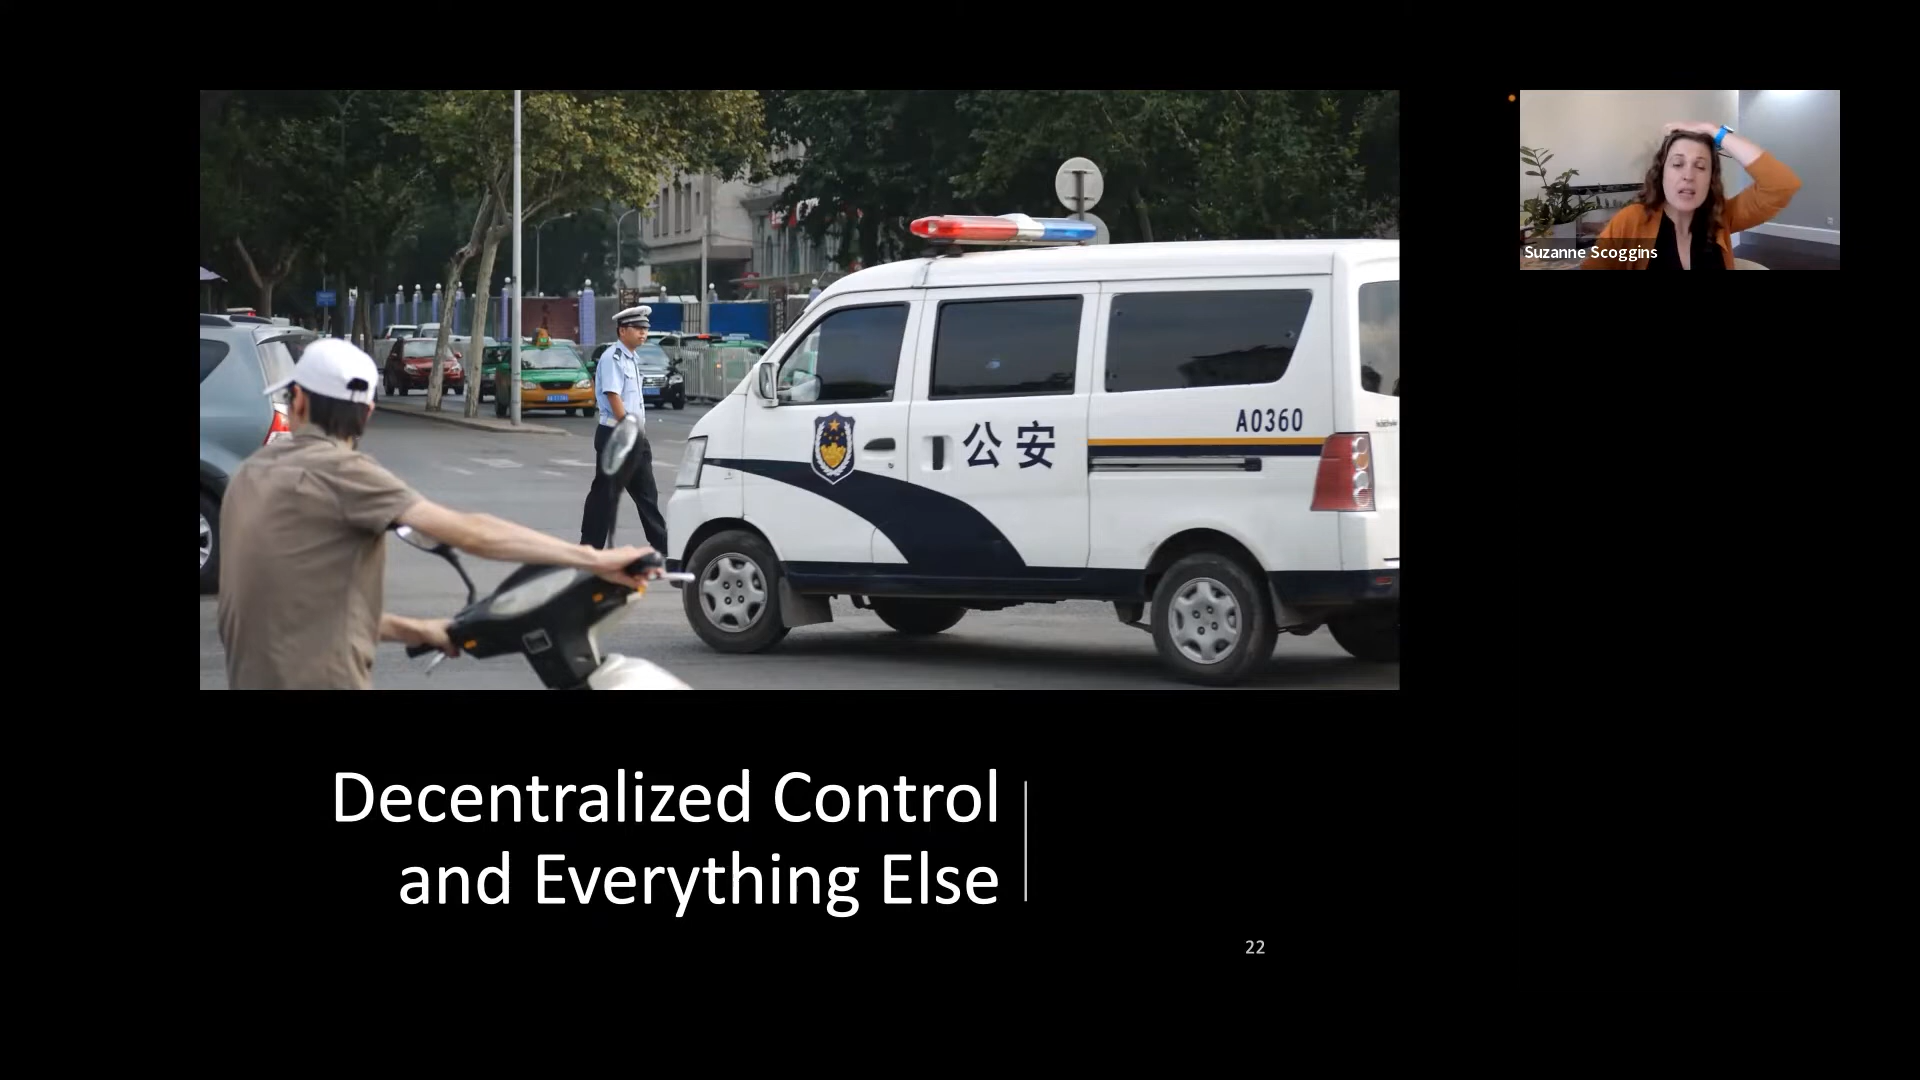 Suzanne Scoggins
A0360
公安
Decentralized Control
and Everything Else
22